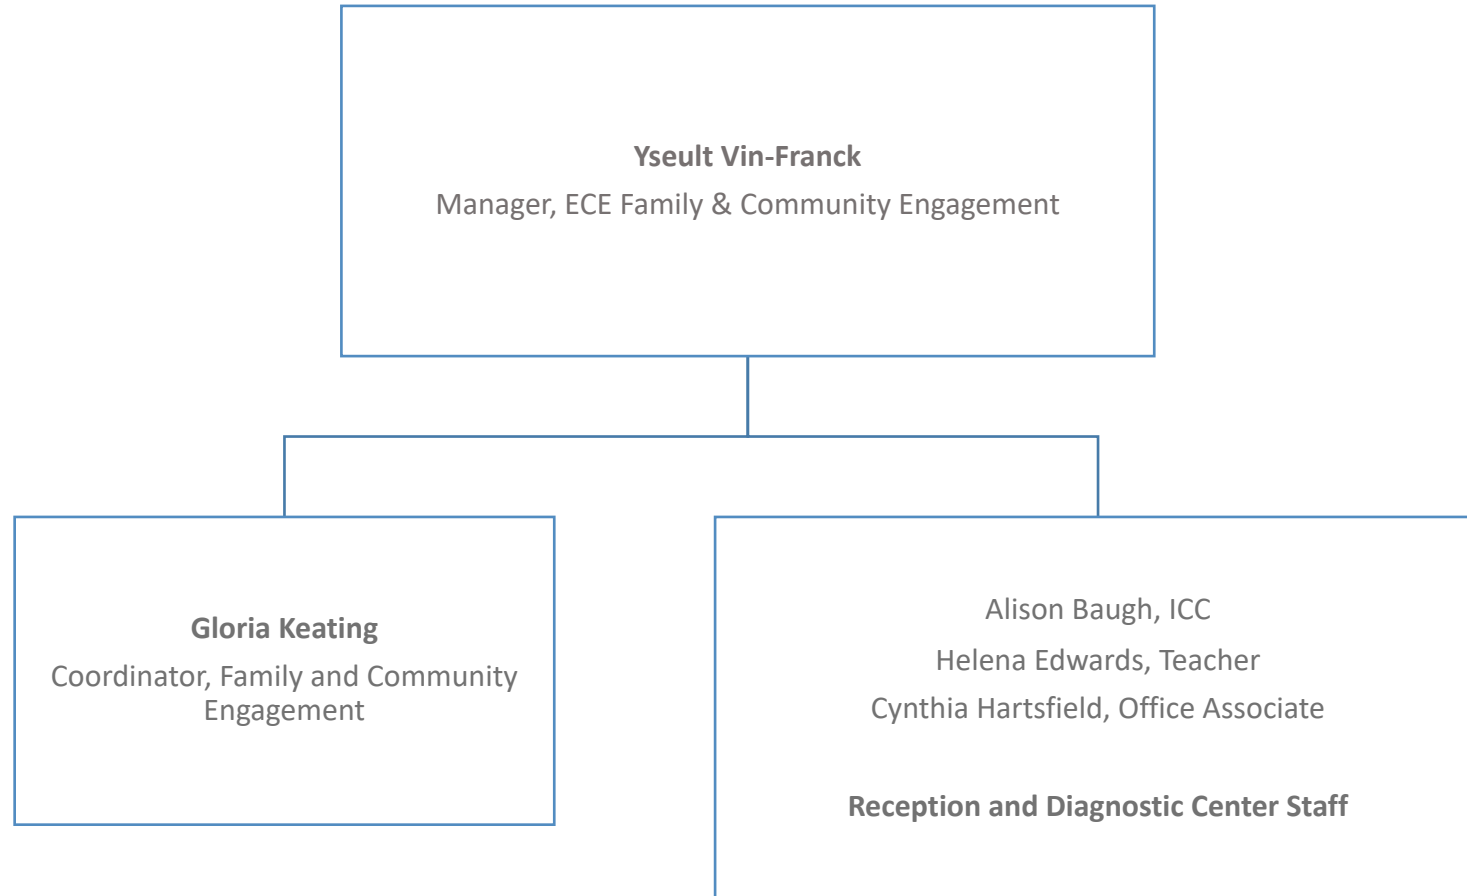 Yseult Vin-Franck
Manager, ECE Family & Community Engagement
Gloria Keating
Coordinator, Family and Community
Engagement
Alison Baugh, ICC
Helena Edwards, Teacher
Cynthia Hartsfield, Office Associate
Reception and Diagnostic Center Staff